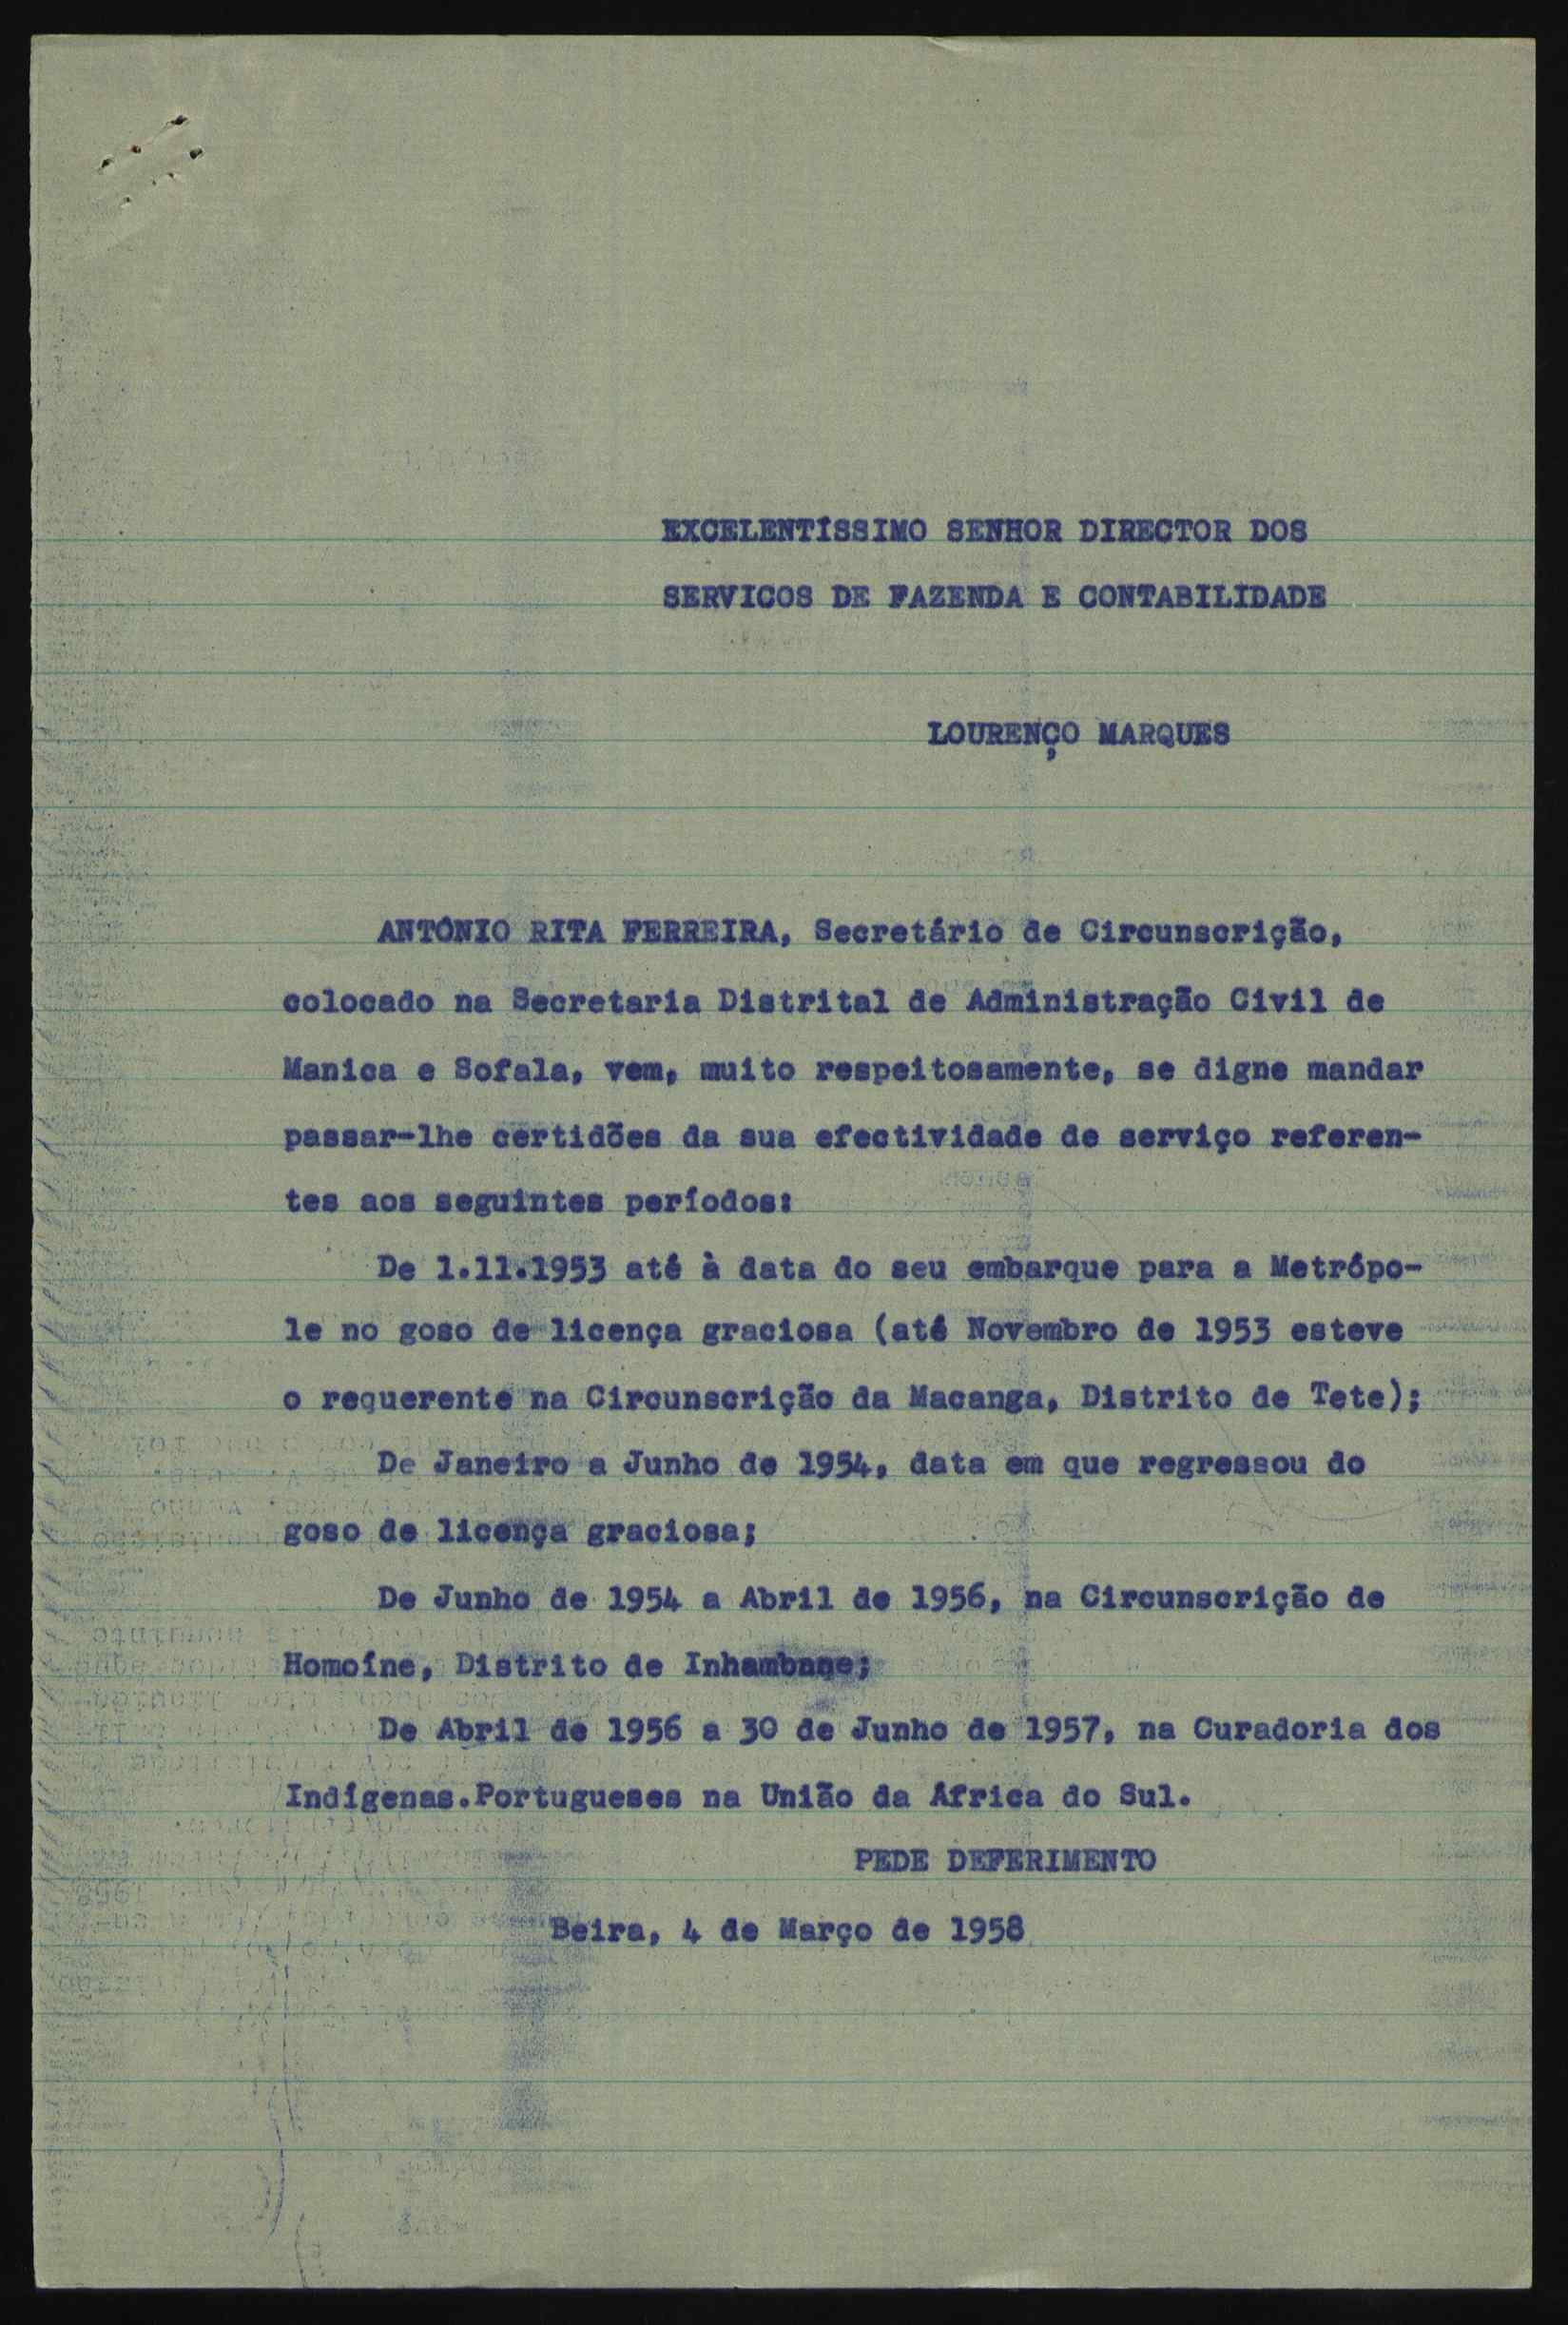 EXCELENTÍSSIMO SENHOR DIRECTOR DOS
SERVICOS DE FAZENDA E CONTABILIDADE
LOURENÇO MARQUES
ANTÓNIO RITA FERREIRA, Secretário de Circunscrição,
colocado na Secretaria Distrital de Administração Civil de
Manica e Sofala, vem, muito respeitosamente, se digne mandar
passar-lhe certidões da sua efectividade de serviço referen-
tes aos seguintes períodos:
De 1.11.1953 até à data do seu embarque para a Metrópo-
le no goso de licença graciosa (até Novembro de 1953 esteve
o requerente na Circunscrição da Macanga, Distrito de Tete);
De Janeiro a Junho de 1954, data em que regressou do
goso de licença graciosa;
De Junho de 1954 a Abril de 1956, na Circunscrição de
Homoíne, Distrito de Inhambane;
De Abril de 1956 a 30 de Junho de 1957, na Curadoria dos
Indígenas.Portugueses na União da África do Sul.
PEDE DEFERIMENTO
Beira, 4 de Março de 1958